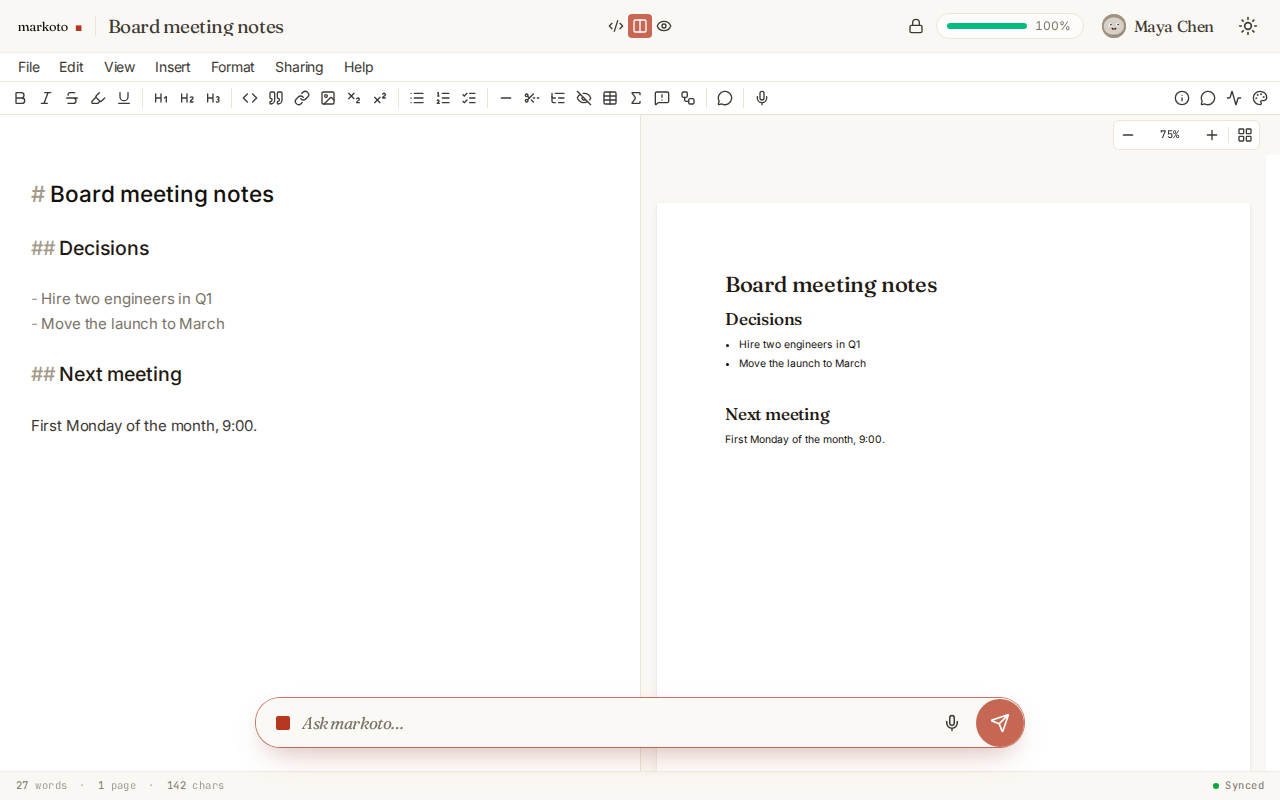 markoto
Board meeting notes
100%
Maya Chen
File Edit View Insert Format Sharing Help
H1 H2 H3
75%
# Board meeting notes
## Decisions
- Hire two engineers in Q1
- Move the launch to March
## Next meeting
First Monday of the month, 9:00.
Board meeting notes
Decisions
• Hire two engineers in Q1
• Move the launch to March
Next meeting
First Monday of the month, 9:00.
Ask markoto...
27 words · 1 page · 142 chars
Synced